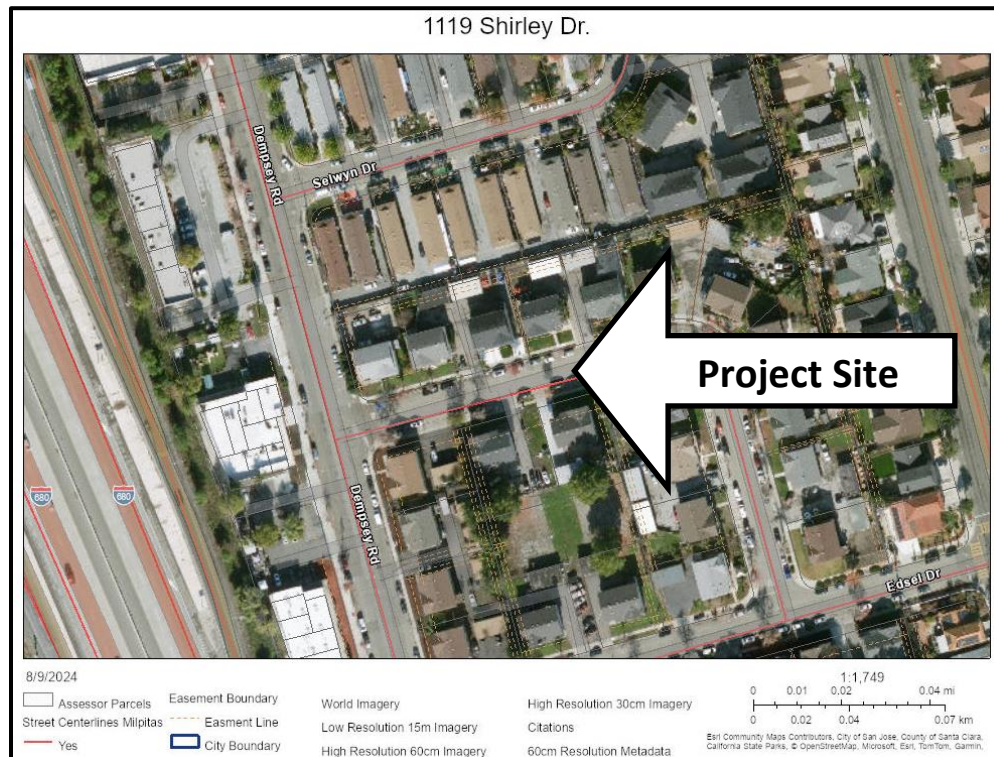 1119 Shirley Dr.
Dempsey Rd
Selwyn Dr
Project Site
680
680
Dempsey Rd
Edsel Dr
8/9/2024
1:1,749
Assessor Parcels
Street Centerlines Milpitas
Yes
Easement Boundary
Easment Line
City Boundary
World Imagery
Low Resolution 15m Imagery
High Resolution 60cm Imagery
High Resolution 30cm Imagery
Citations
60cm Resolution Metadata
0 0.01 0.02 0.04 mi
0 0.02 0.04 0.07 km
Esri Community Maps Contributors, City of San Jose, County of Santa Clara,
California State Parks, © OpenStreetMap, Microsoft, Esri, TomTom, Garmin,